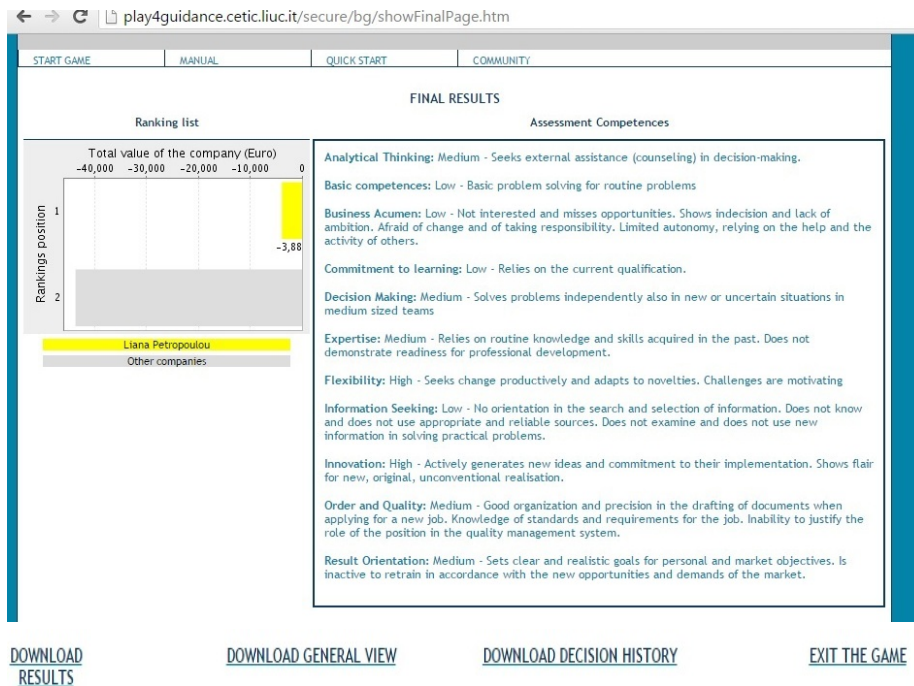 play4guidance.cetic.liuc.it/secure/bg/showFinalPage.htm
START GAME
MANUAL
QUICK START
COMMUNITY
FINAL RESULTS
Ranking list
Total value of the company (Euro)
-40,000 -30,000 -20,000 -10,000 0
Rankings position
1
-3,88
2
Liana Petropoulou
Other companies
Assessment Competences
Analytical Thinking: Medium - Seeks external assistance (counseling) in decision-making.
Basic competences: Low - Basic problem solving for routine problems
Business Acumen: Low - Not interested and misses opportunities. Shows indecision and lack of
ambition. Afraid of change and of taking responsibility. Limited autonomy, relying on the help and the
activity of others.
Commitment to learning: Low - Relies on the current qualification.
Decision Making: Medium - Solves problems independently also in new or uncertain situations in
medium sized teams
Expertise: Medium - Relies on routine knowledge and skills acquired in the past. Does not
demonstrate readiness for professional development.
Flexibility: High - Seeks change productively and adapts to novelties. Challenges are motivating
Information Seeking: Low - No orientation in the search and selection of information. Does not know
and does not use appropriate and reliable sources. Does not examine and does not use new
information in solving practical problems.
Innovation: High - Actively generates new ideas and commitment to their implementation. Shows flair
for new, original, unconventional realisation.
Order and Quality: Medium - Good organization and precision in the drafting of documents when
applying for a new job. Knowledge of standards and requirements for the job. Inability to justify the
role of the position in the quality management system.
Result Orientation: Medium - Sets clear and realistic goals for personal and market objectives. Is
inactive to retrain in accordance with the new opportunities and demands of the market.
DOWNLOAD
RESULTS
DOWNLOAD GENERAL VIEW
DOWNLOAD DECISION HISTORY
EXIT THE GAME